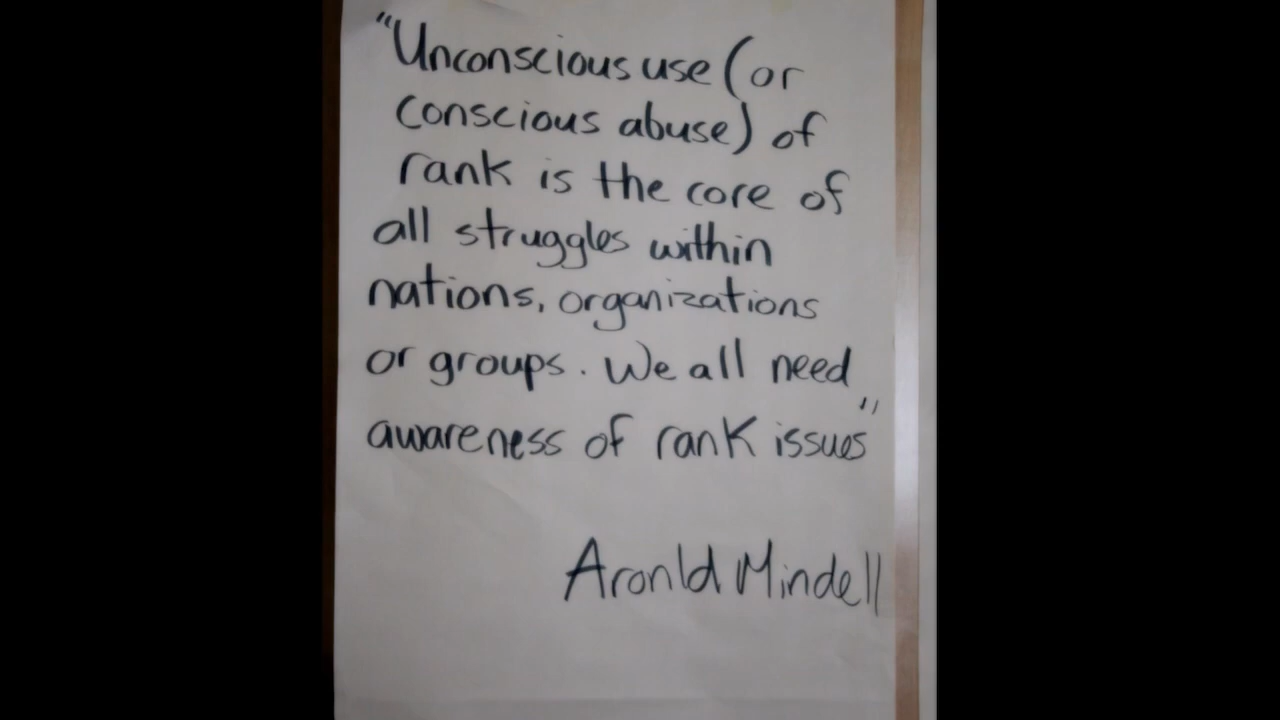 "Unconscious use (or
conscious abuse) of
rank is the core of
all struggles within
nations, organizations
or groups. We all need
awareness of rank issues"
Aronld Mindell